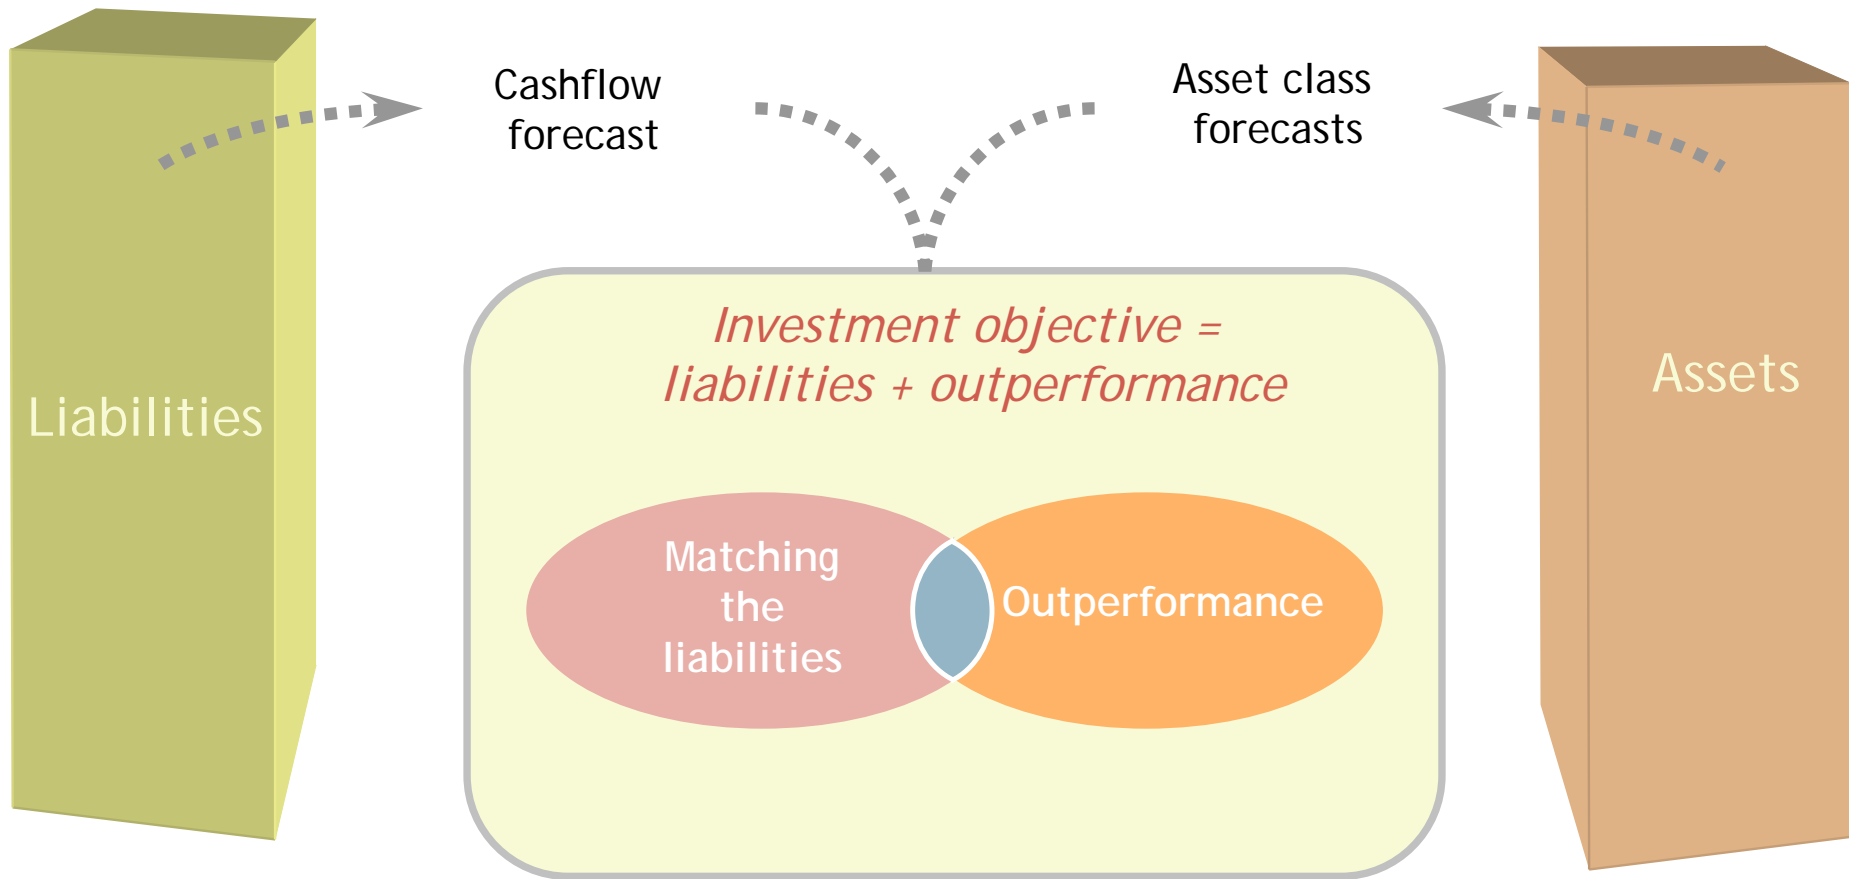 Cashflow
forecast
Asset class
forecasts
Investment objective =
liabilities + outperformance
Liabilities
Assets
Matching
the
liabilities
Outperformance